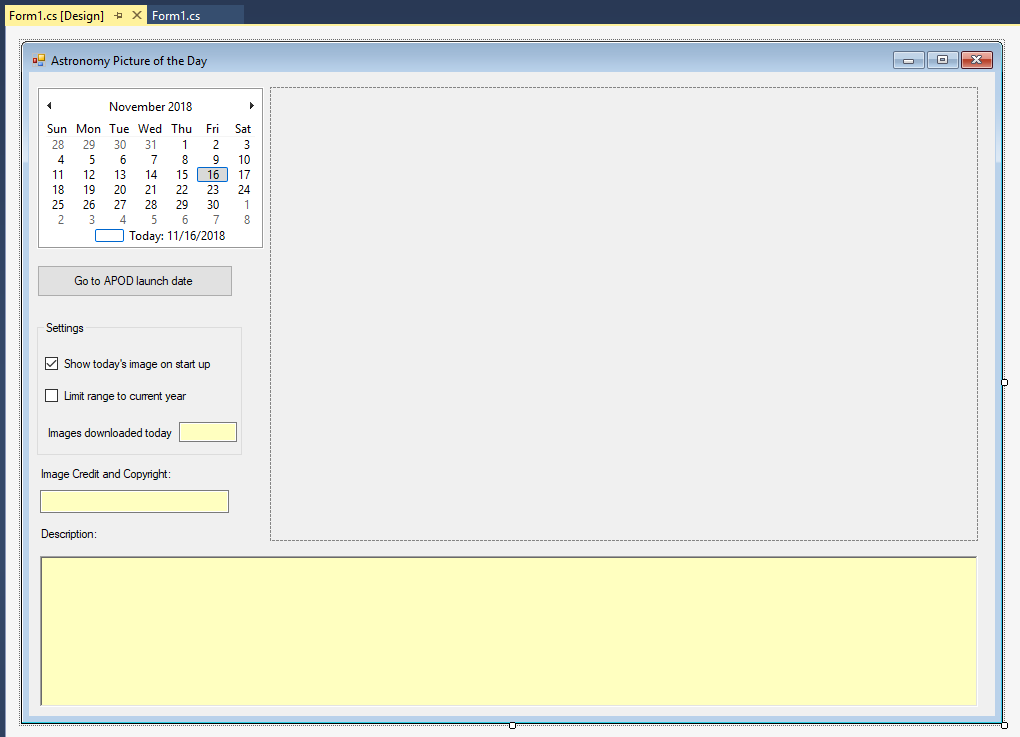 Form1.cs [Design] Form1.cs
Astronomy Picture of the Day
November 2018
Sun Mon Tue Wed Thu Fri Sat
28 29 30 31 1 2 3
4 5 6 7 8 9 10
11 12 13 14 15 16 17
18 19 20 21 22 23 24
25 26 27 28 29 30 1
2 3 4 5 6 7 8
Today: 11/16/2018
Go to APOD launch date
Settings
Show today's image on start up
Limit range to current year
Images downloaded today
Image Credit and Copyright:
Description: